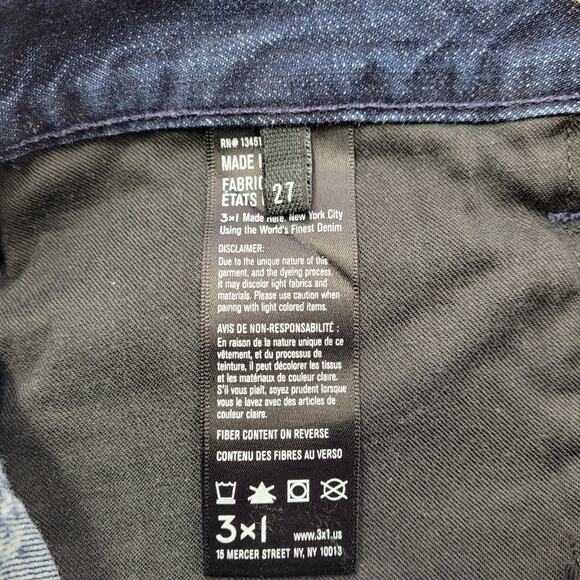 RN# 13451
MADE
FABRI
ÉTATS
27
3×1 Made Here, New York City
Using the World's Finest Denim
DISCLAIMER:
Due to the unique nature of this
garment, and the dyeing process,
it may discolor light fabrics and
materials. Please use caution when
pairing with light colored items.
AVIS DE NON-RESPONSABILITÉ :
En raison de la nature unique de ce
vêtement, et du processus de
teinture, il peut décolorer les tissus
et les matériaux de couleur claire.
S'il vous plaît, soyez prudent lorsque
vous le lavez avec des articles de
couleur claire.
FIBER CONTENT ON REVERSE
CONTENU DES FIBRES AU VERSO
3×1 www.3x1.us
15 MERCER STREET NY, NY 10013